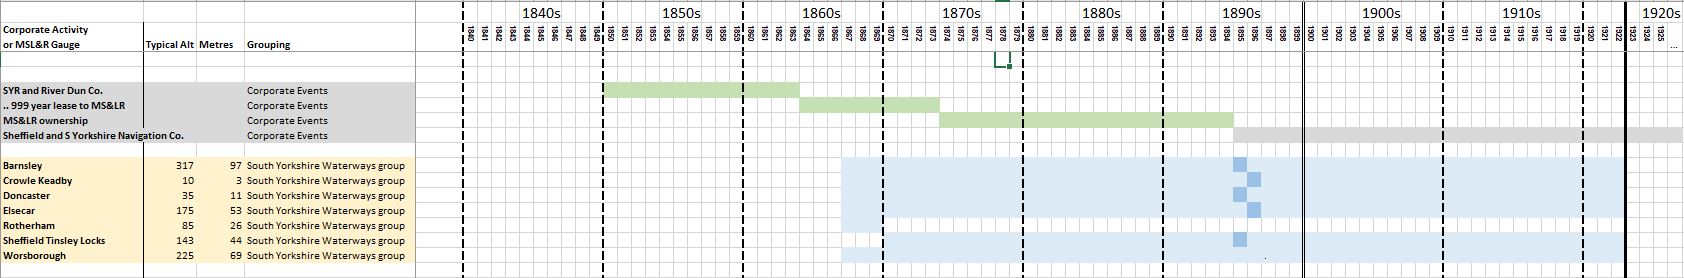 1840s 1850s 1860s 1870s 1880s 1890s 1900s 1910s 1920s
Corporate Activity
or MSL&R Gauge Typical Alt Metres Grouping
1840 1841 1842 1843 1844 1845 1846 1847 1848 1849 1850 1851 1852 1853 1854 1855 1856 1857 1858 1859 1860 1861 1862 1863 1864 1865 1866 1867 1868 1869 1870 1871 1872 1873 1874 1875 1876 1877 1878 1879 1880 1881 1882 1883 1884 1885 1886 1887 1888 1889 1890 1891 1892 1893 1894 1895 1896 1897 1898 1899 1900 1901 1902 1903 1904 1905 1906 1907 1908 1909 1910 1911 1912 1913 1914 1915 1916 1917 1918 1919 1920 1921 1922 1923 1924 1925 ...
SYR and River Dun Co. Corporate Events
.. 999 year lease to MS&LR Corporate Events
MS&LR ownership Corporate Events
Sheffield and S Yorkshire Navigation Co. Corporate Events
Barnsley 317 97 South Yorkshire Waterways group
Crowle Keadby 10 3 South Yorkshire Waterways group
Doncaster 35 11 South Yorkshire Waterways group
Elsecar 175 53 South Yorkshire Waterways group
Rotherham 85 26 South Yorkshire Waterways group
Sheffield Tinsley Locks 143 44 South Yorkshire Waterways group
Worsborough 225 69 South Yorkshire Waterways group